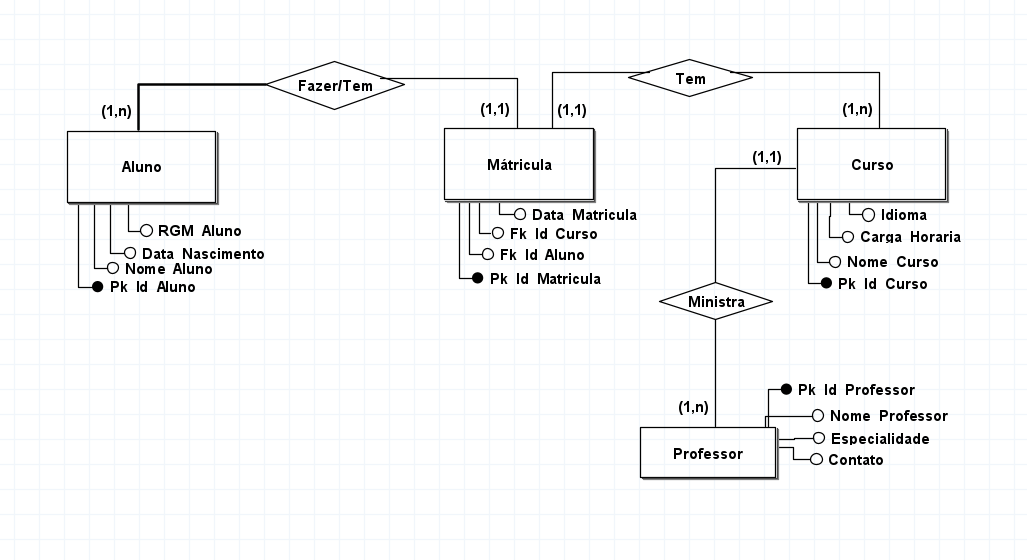 Fazer/Tem
Tem
(1,n)
(1,1)
(1,1)
(1,n)
Aluno
Mátricula
Curso
(1,1)
RGM Aluno
Data Nascimento
Nome Aluno
Pk Id Aluno
Data Matricula
Fk Id Curso
Fk Id Aluno
Pk Id Matricula
Idioma
Carga Horaria
Nome Curso
Pk Id Curso
Ministra
(1,n)
Professor
Pk Id Professor
Nome Professor
Especialidade
Contato